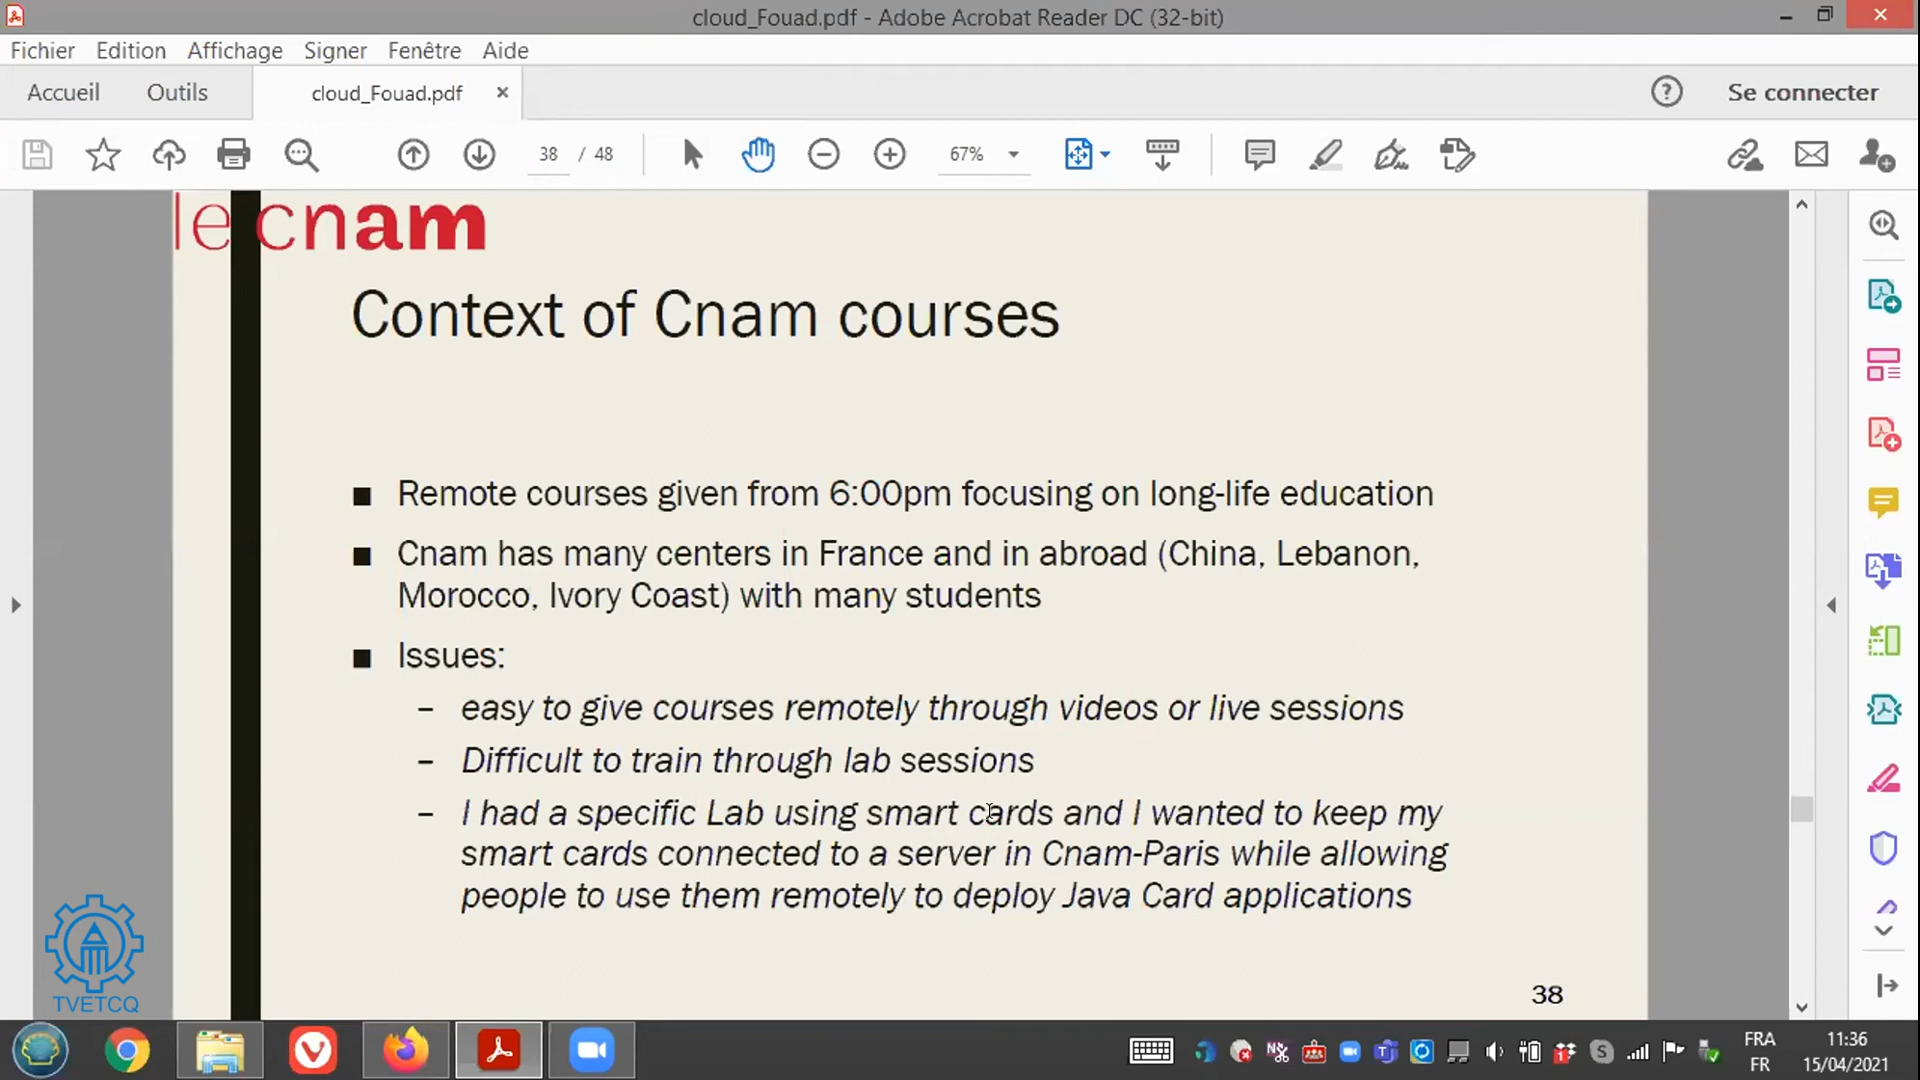 cloud_Fouad.pdf - Adobe Acrobat Reader DC (32-bit)
Fichier Edition Affichage Signer Fenêtre Aide
Accueil Outils cloud_Fouad.pdf × ? Se connecter
38 / 48 67%
le cnam
Context of Cnam courses
■ Remote courses given from 6:00pm focusing on long-life education
■ Cnam has many centers in France and in abroad (China, Lebanon,
Morocco, Ivory Coast) with many students
■ Issues:
– easy to give courses remotely through videos or live sessions
– Difficult to train through lab sessions
– I had a specific Lab using smart cards and I wanted to keep my
smart cards connected to a server in Cnam-Paris while allowing
people to use them remotely to deploy Java Card applications
TVETCQ
38
FRA 11:36
FR 15/04/2021